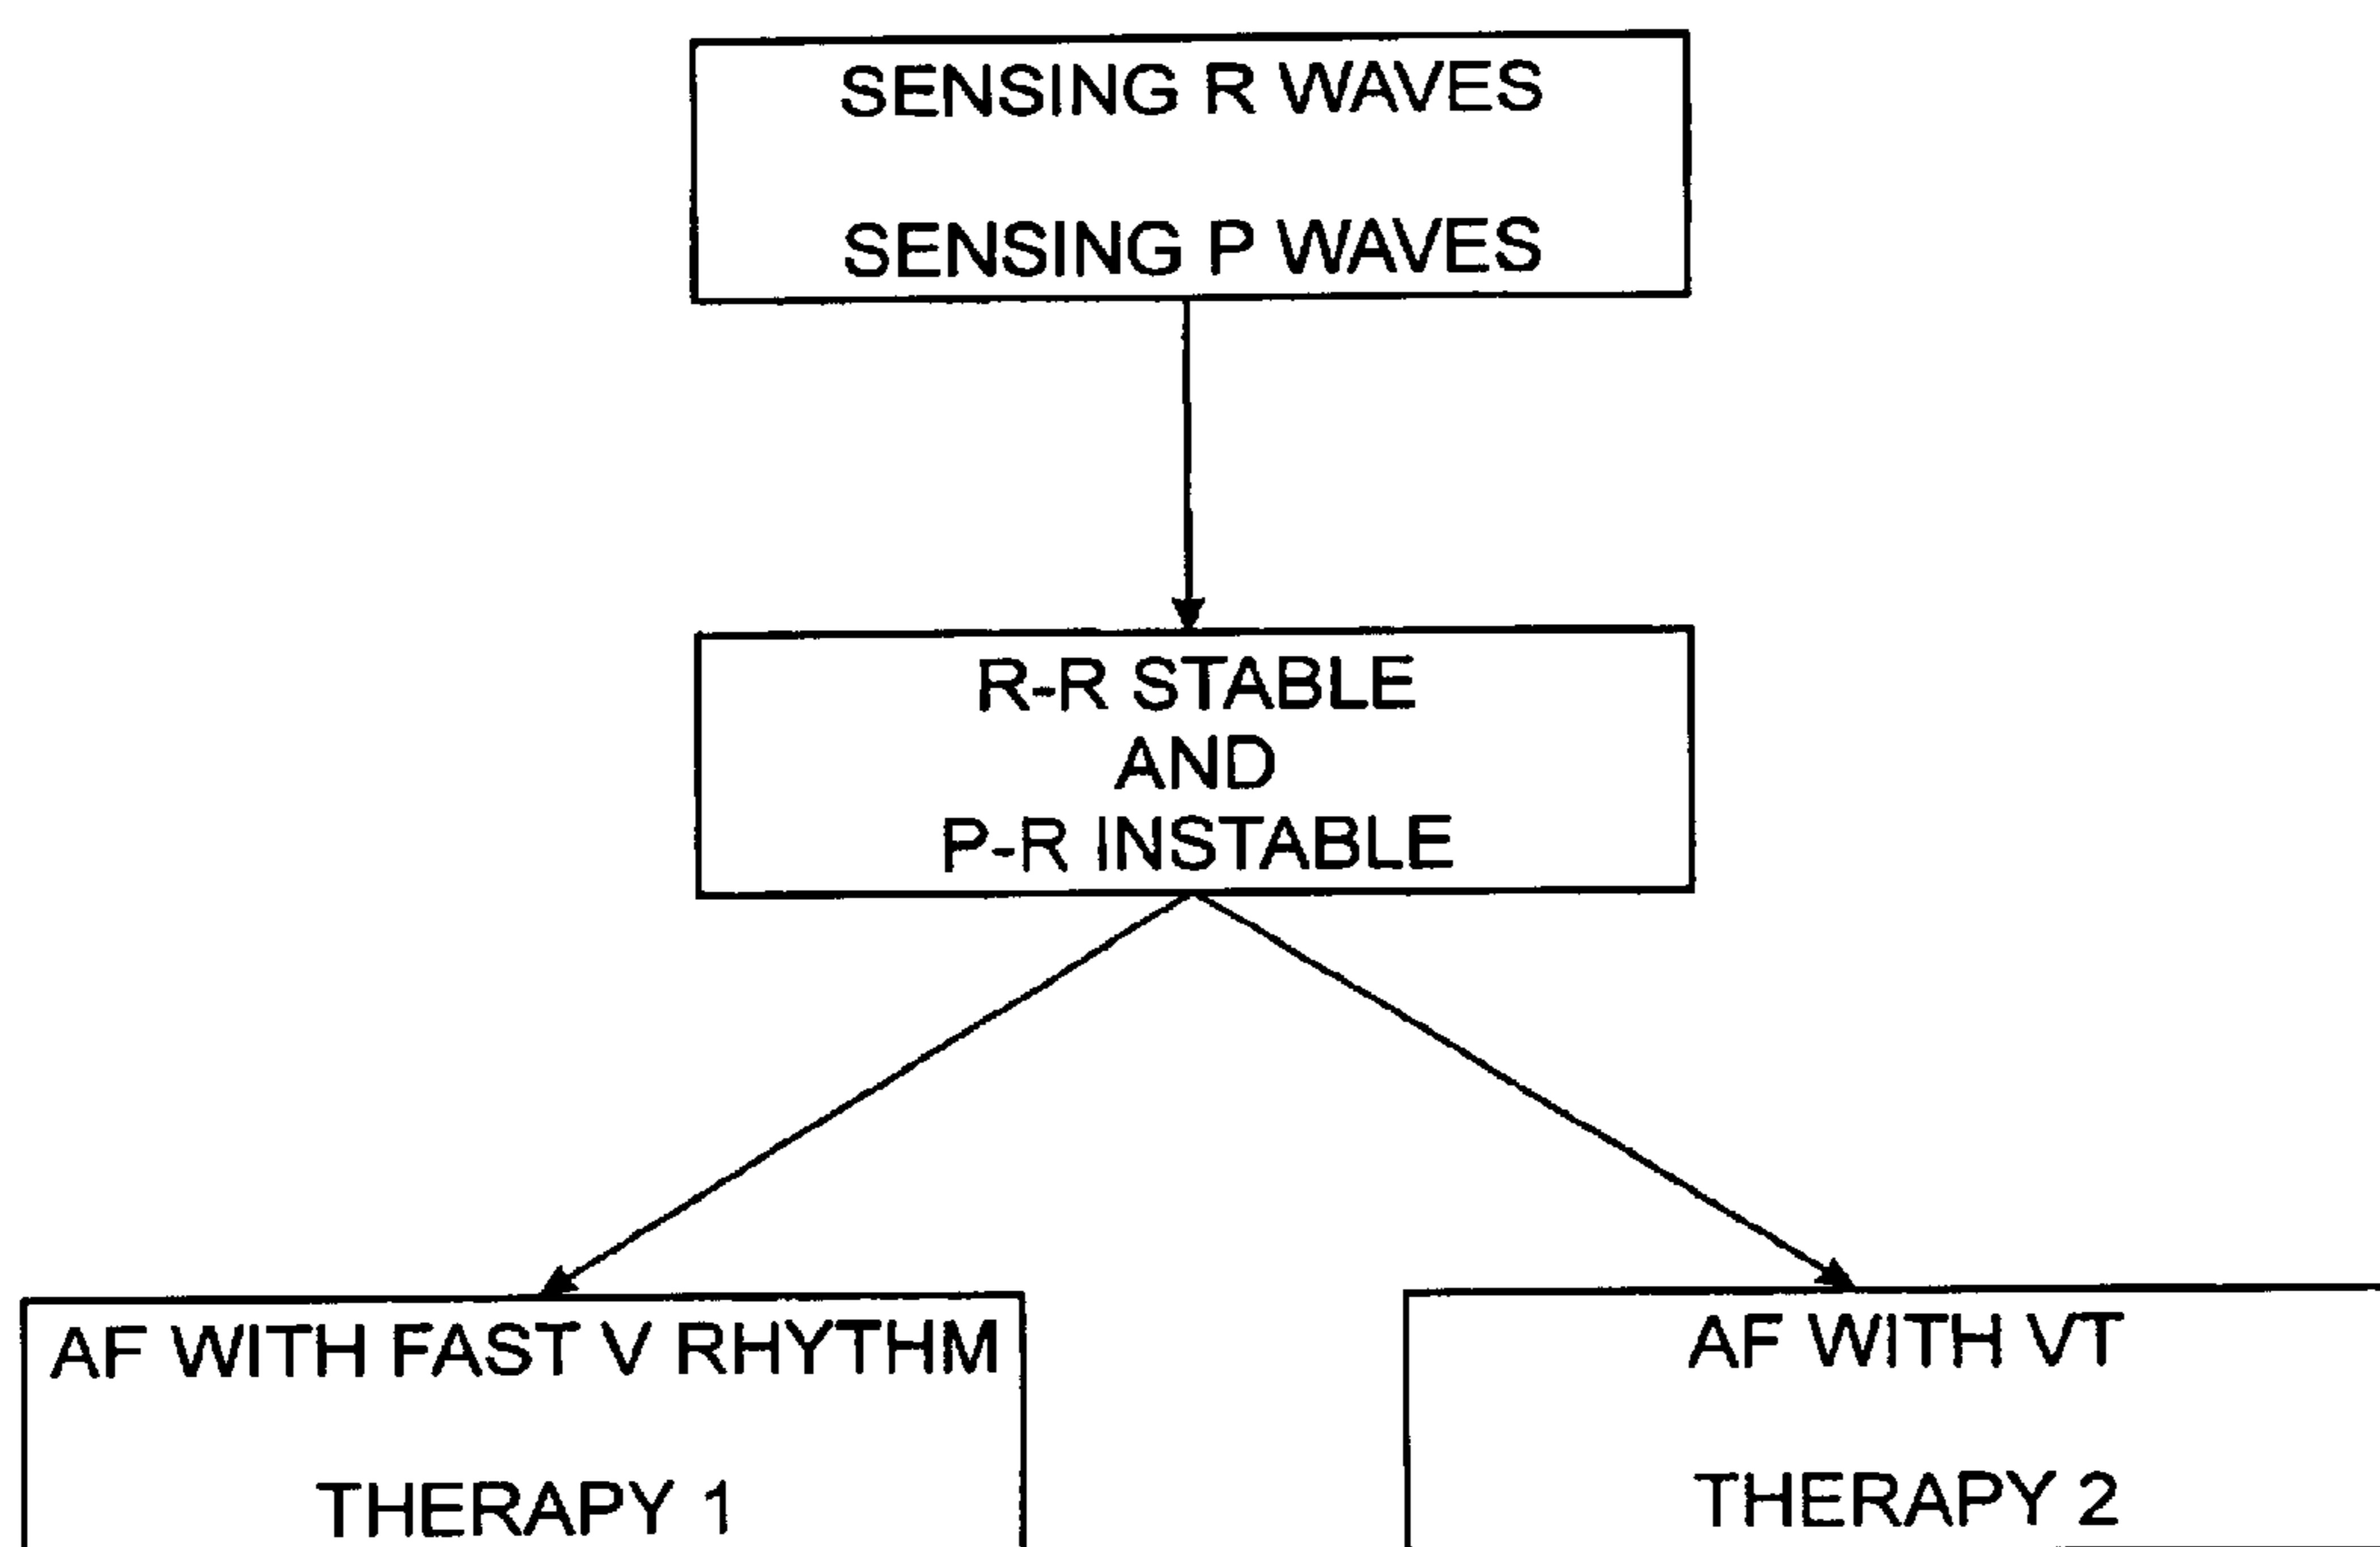 SENSING R WAVES
SENSING P WAVES
R-R STABLE
AND
P-R INSTABLE
AF WITH FAST V RHYTHM
THERAPY 1
AF WITH VT
THERAPY 2